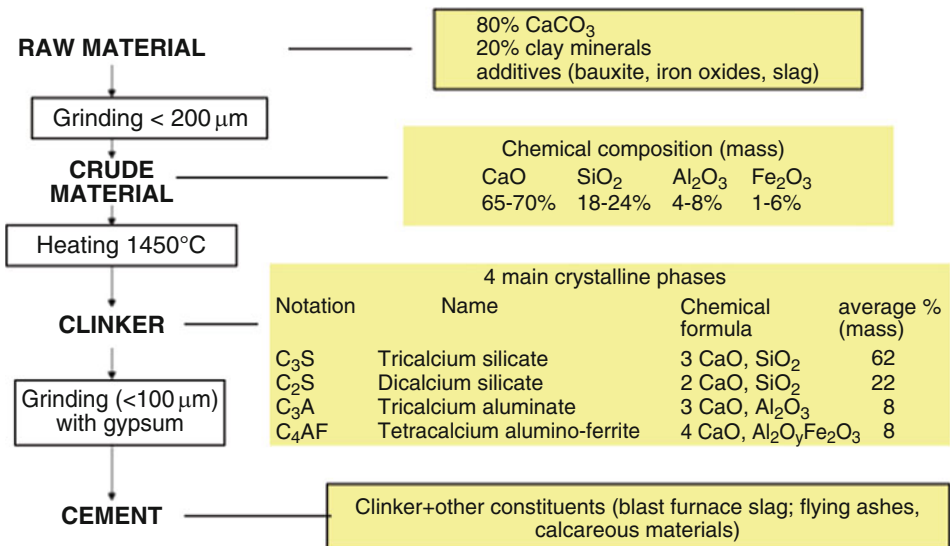 RAW MATERIAL
80% CaCO₃
20% clay minerals
additives (bauxite, iron oxides, slag)
Grinding < 200 μm
CRUDE
MATERIAL
Chemical composition (mass)
CaO SiO₂ Al₂O₃ Fe₂O₃
65-70% 18-24% 4-8% 1-6%
Heating 1450°C
4 main crystalline phases
Notation Name Chemical formula average % (mass)
CLINKER
C₃S Tricalcium silicate 3 CaO, SiO₂ 62
C₂S Dicalcium silicate 2 CaO, SiO₂ 22
C₃A Tricalcium aluminate 3 CaO, Al₂O₃ 8
C₄AF Tetracalcium alumino-ferrite 4 CaO, Al₂OᵧFe₂O₃ 8
Grinding (<100 μm)
with gypsum
CEMENT
Clinker+other constituents (blast furnace slag; flying ashes,
calcareous materials)